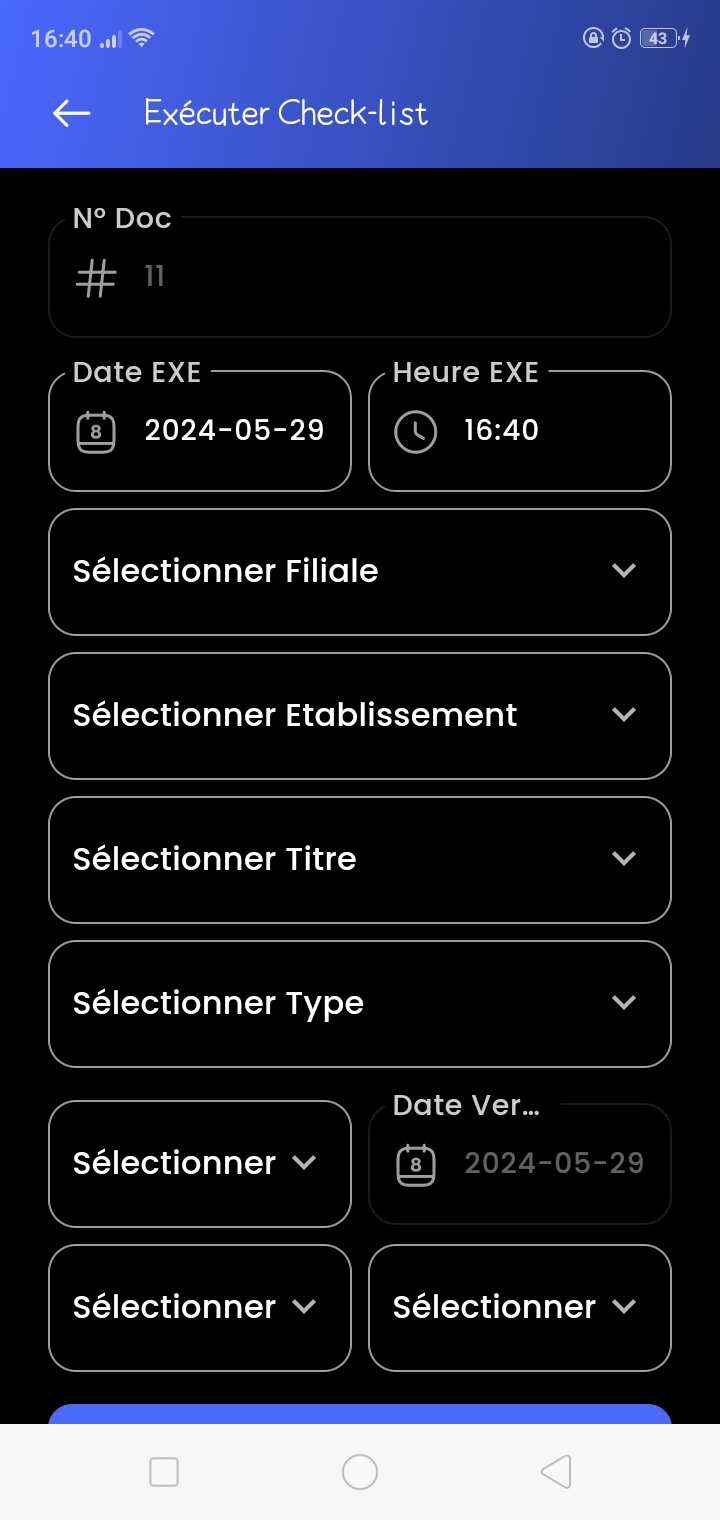 16:40
43
Exécuter Check-list
N° Doc
11
Date EXE
Heure EXE
8 2024-05-29
16:40
Sélectionner Filiale
Sélectionner Etablissement
Sélectionner Titre
Sélectionner Type
Date Ver...
Sélectionner
8 2024-05-29
Sélectionner
Sélectionner